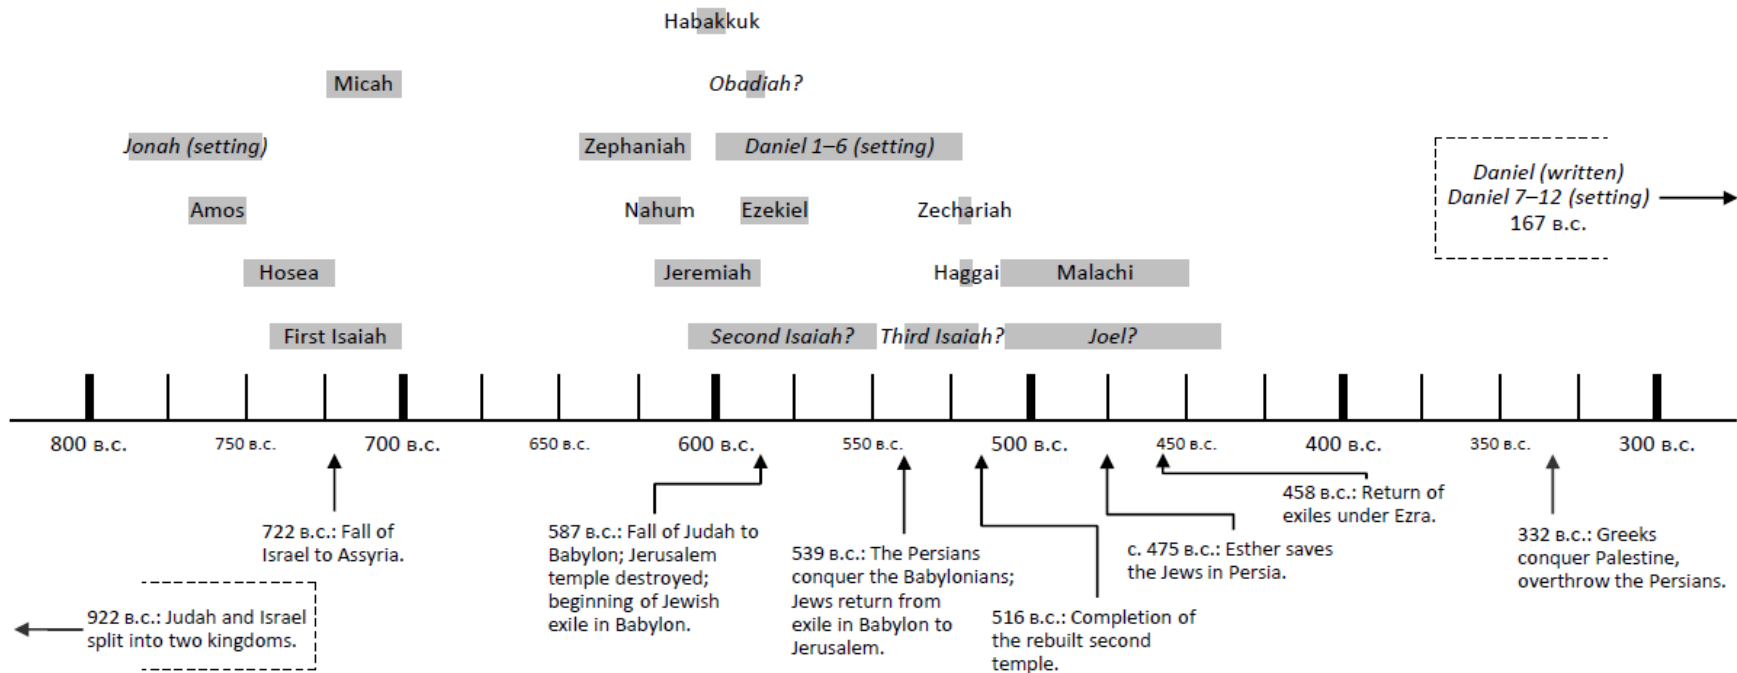 Habakkuk
Micah
Obadiah?
Jonah (setting)
Zephaniah
Daniel 1–6 (setting)
Daniel (written)
Daniel 7–12 (setting)
167 B.C.
Amos
Nahum
Ezekiel
Zechariah
Hosea
Jeremiah
Haggai
Malachi
First Isaiah
Second Isaiah?
Third Isaiah?
Joel?
800 B.C.
750 B.C.
700 B.C.
650 B.C.
600 B.C.
550 B.C.
500 B.C.
450 B.C.
400 B.C.
350 B.C.
300 B.C.
722 B.C.: Fall of
Israel to Assyria.
587 B.C.: Fall of Judah to
Babylon; Jerusalem
temple destroyed;
beginning of Jewish
exile in Babylon.
539 B.C.: The Persians
conquer the Babylonians;
Jews return from
exile in Babylon to
Jerusalem.
516 B.C.: Completion of
the rebuilt second
temple.
c. 475 B.C.: Esther saves
the Jews in Persia.
458 B.C.: Return of
exiles under Ezra.
332 B.C.: Greeks
conquer Palestine,
overthrow the Persians.
922 B.C.: Judah and Israel
split into two kingdoms.